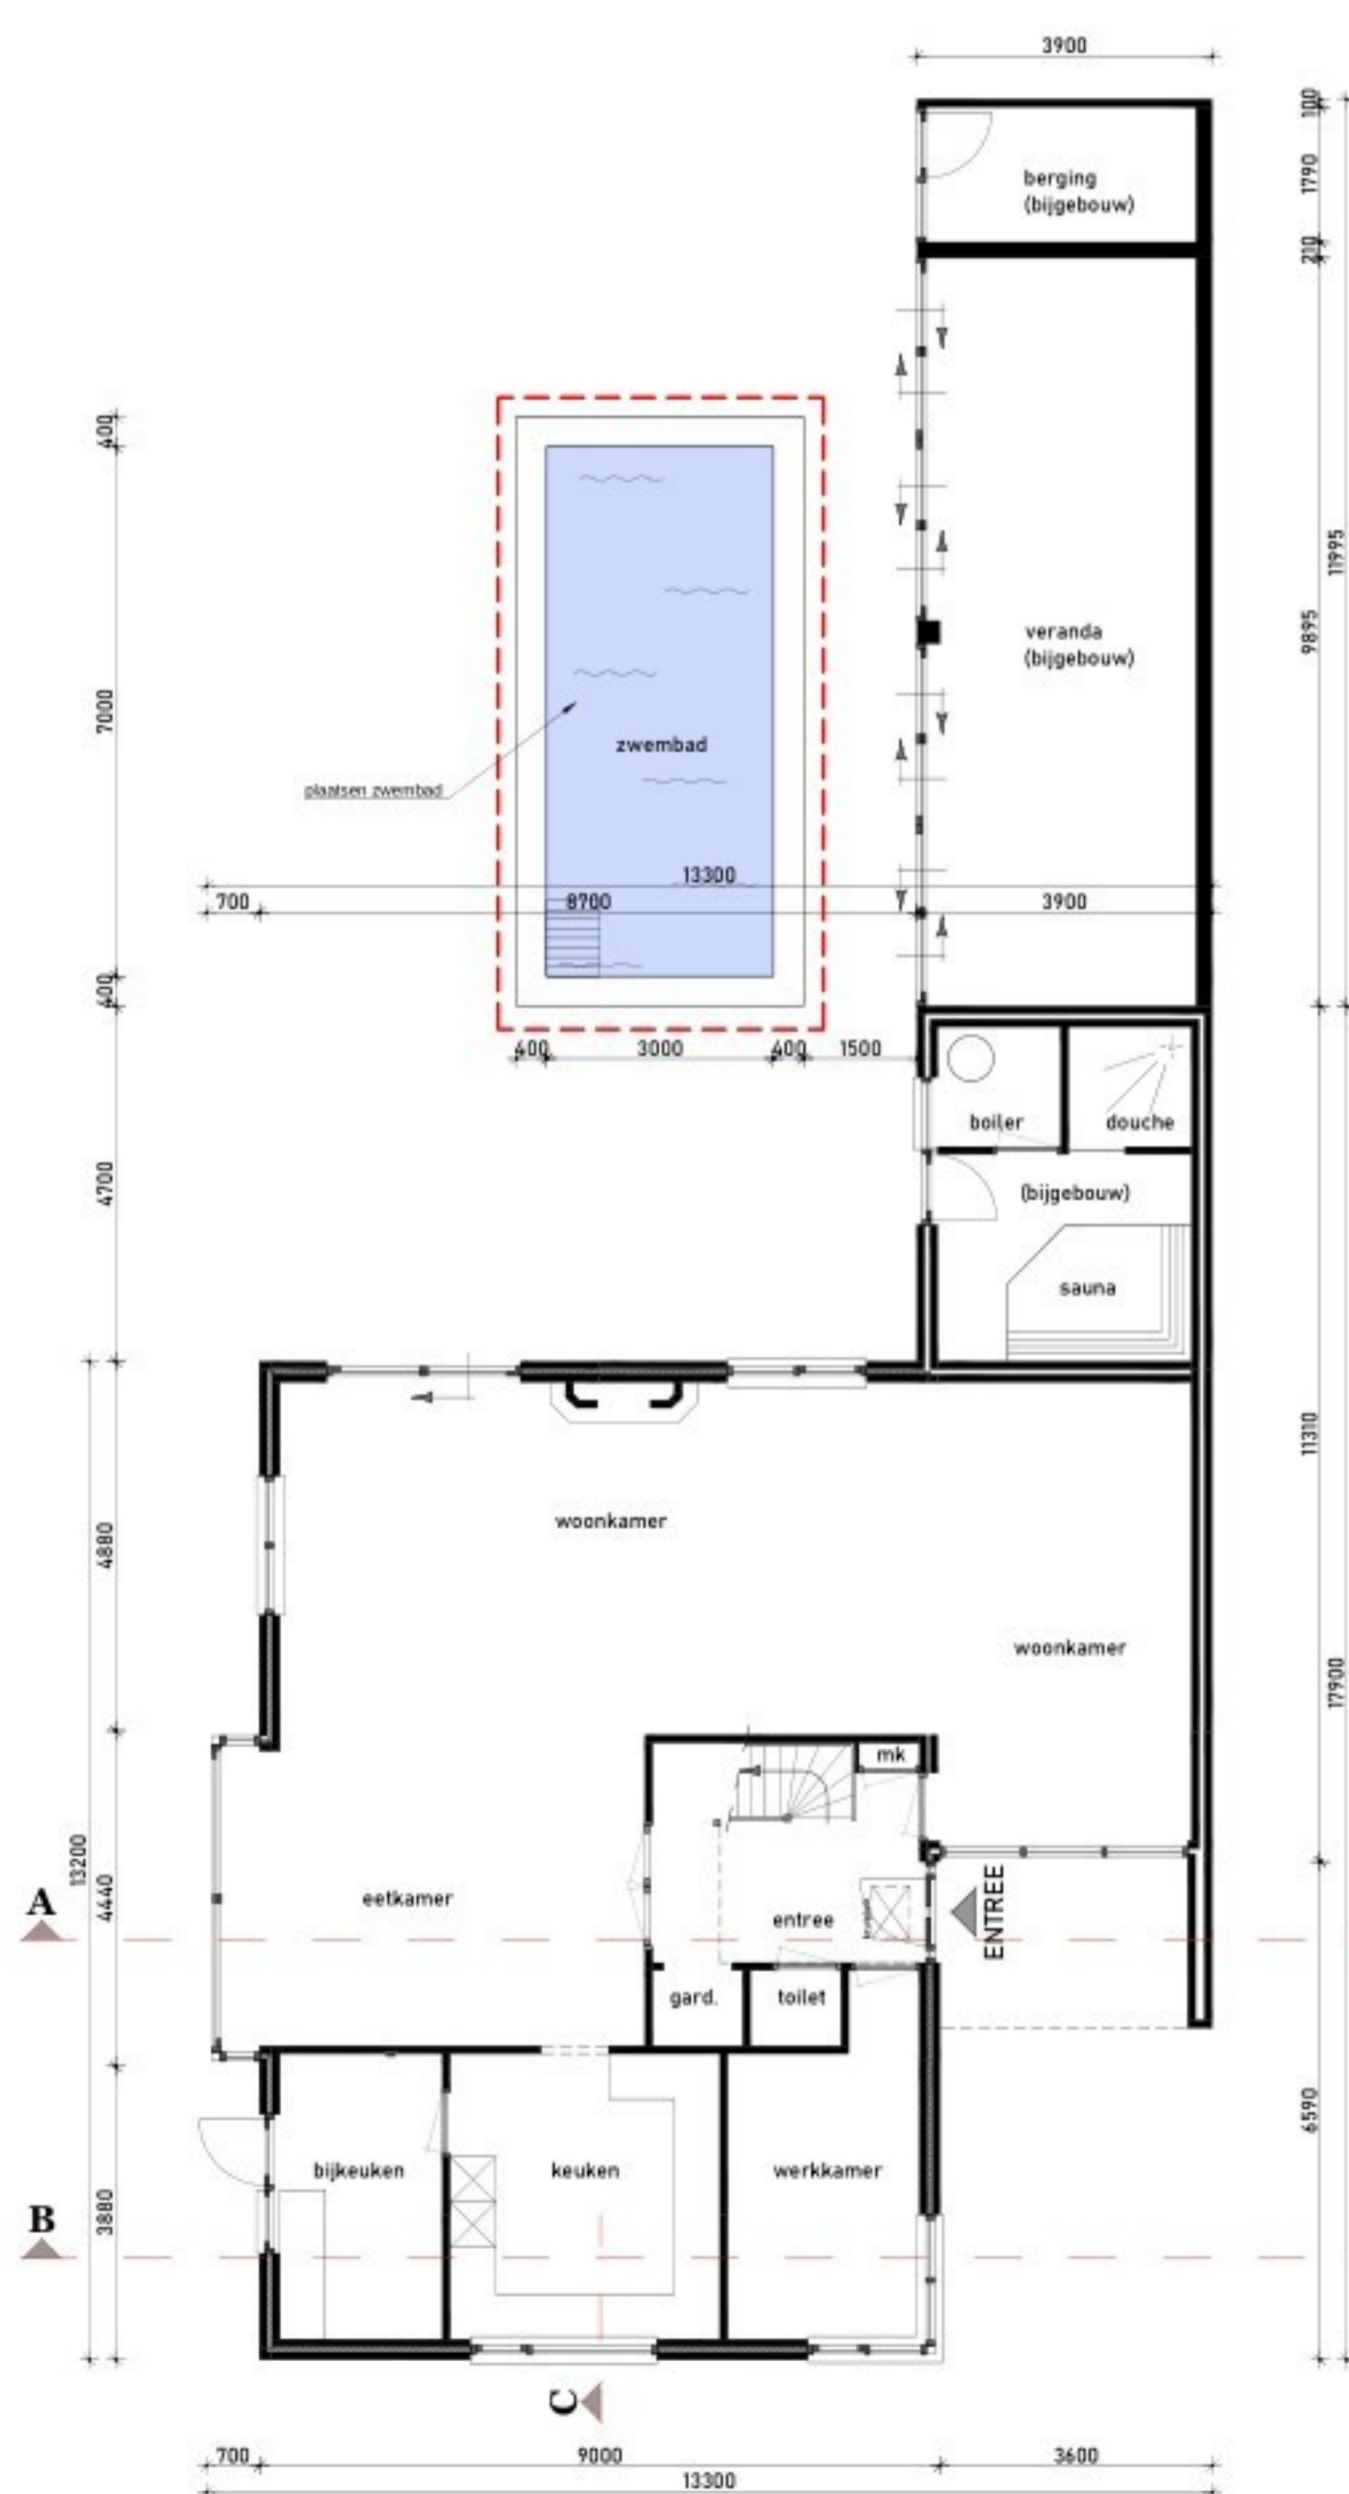 3900
100
berging
(bijgebouw)
1790
210
400
11995
veranda
(bijgebouw)
9895
7000
zwembad
plaatsen zwembad
13300
700
8700
3900
400
400
3000
400
1500
boiler
douche
4700
(bijgebouw)
sauna
11310
woonkamer
4880
woonkamer
17900
mk
13200
eetkamer
4440
A
entree
ENTREE
gard.
toilet
6590
bijkeuken
keuken
werkkamer
B
3880
C
700
9000
3600
13300